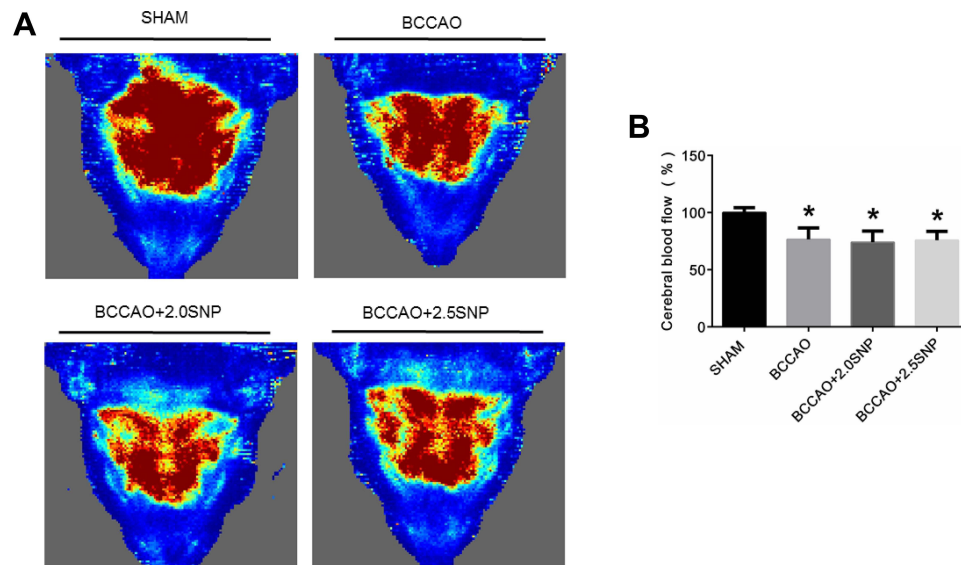 A
SHAM
BCCAO
BCCAO+2.0SNP
BCCAO+2.5SNP
B
Cerebral blood flow ( % )
150
100
50
0
* * *
SHAM
BCCAO
BCCAO+2.0SNP
BCCAO+2.5SNP